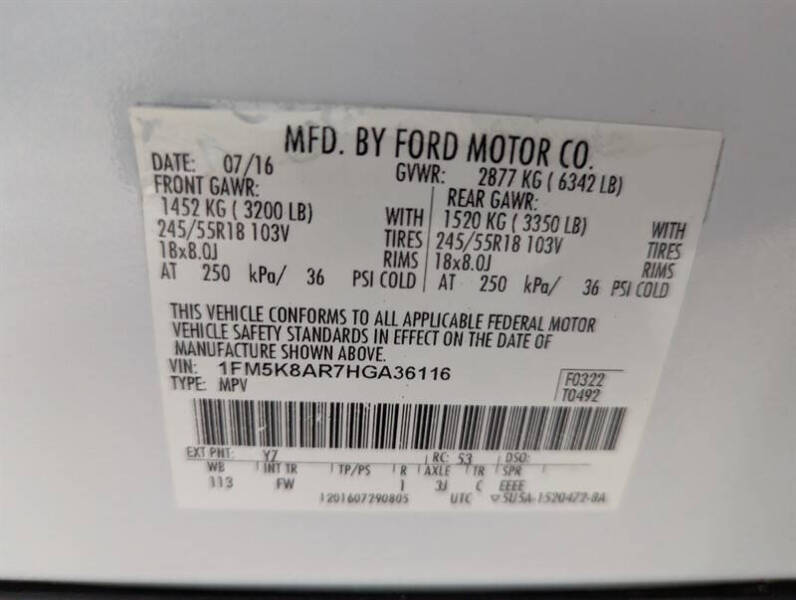 MFD. BY FORD MOTOR CO.
DATE: 07/16 GVWR: 2877 KG ( 6342 LB)
FRONT GAWR: REAR GAWR:
1452 KG ( 3200 LB) WITH 1520 KG ( 3350 LB) WITH
245/55R18 103V TIRES 245/55R18 103V TIRES
18x8.0J RIMS 18x8.0J RIMS
AT 250 kPa/ 36 PSI COLD AT 250 kPa/ 36 PSI COLD
THIS VEHICLE CONFORMS TO ALL APPLICABLE FEDERAL MOTOR
VEHICLE SAFETY STANDARDS IN EFFECT ON THE DATE OF
MANUFACTURE SHOWN ABOVE.
VIN: 1FM5K8AR7HGA36116 F0322
TYPE: MPV T0492
EXT PNT: YZ RC: 53 DSO:
WB INT TR TP/PS R AXLE TR SPR
113 FW I 3J C EEEE
1201607290805 UTC ▽5U5A-1520472-BA